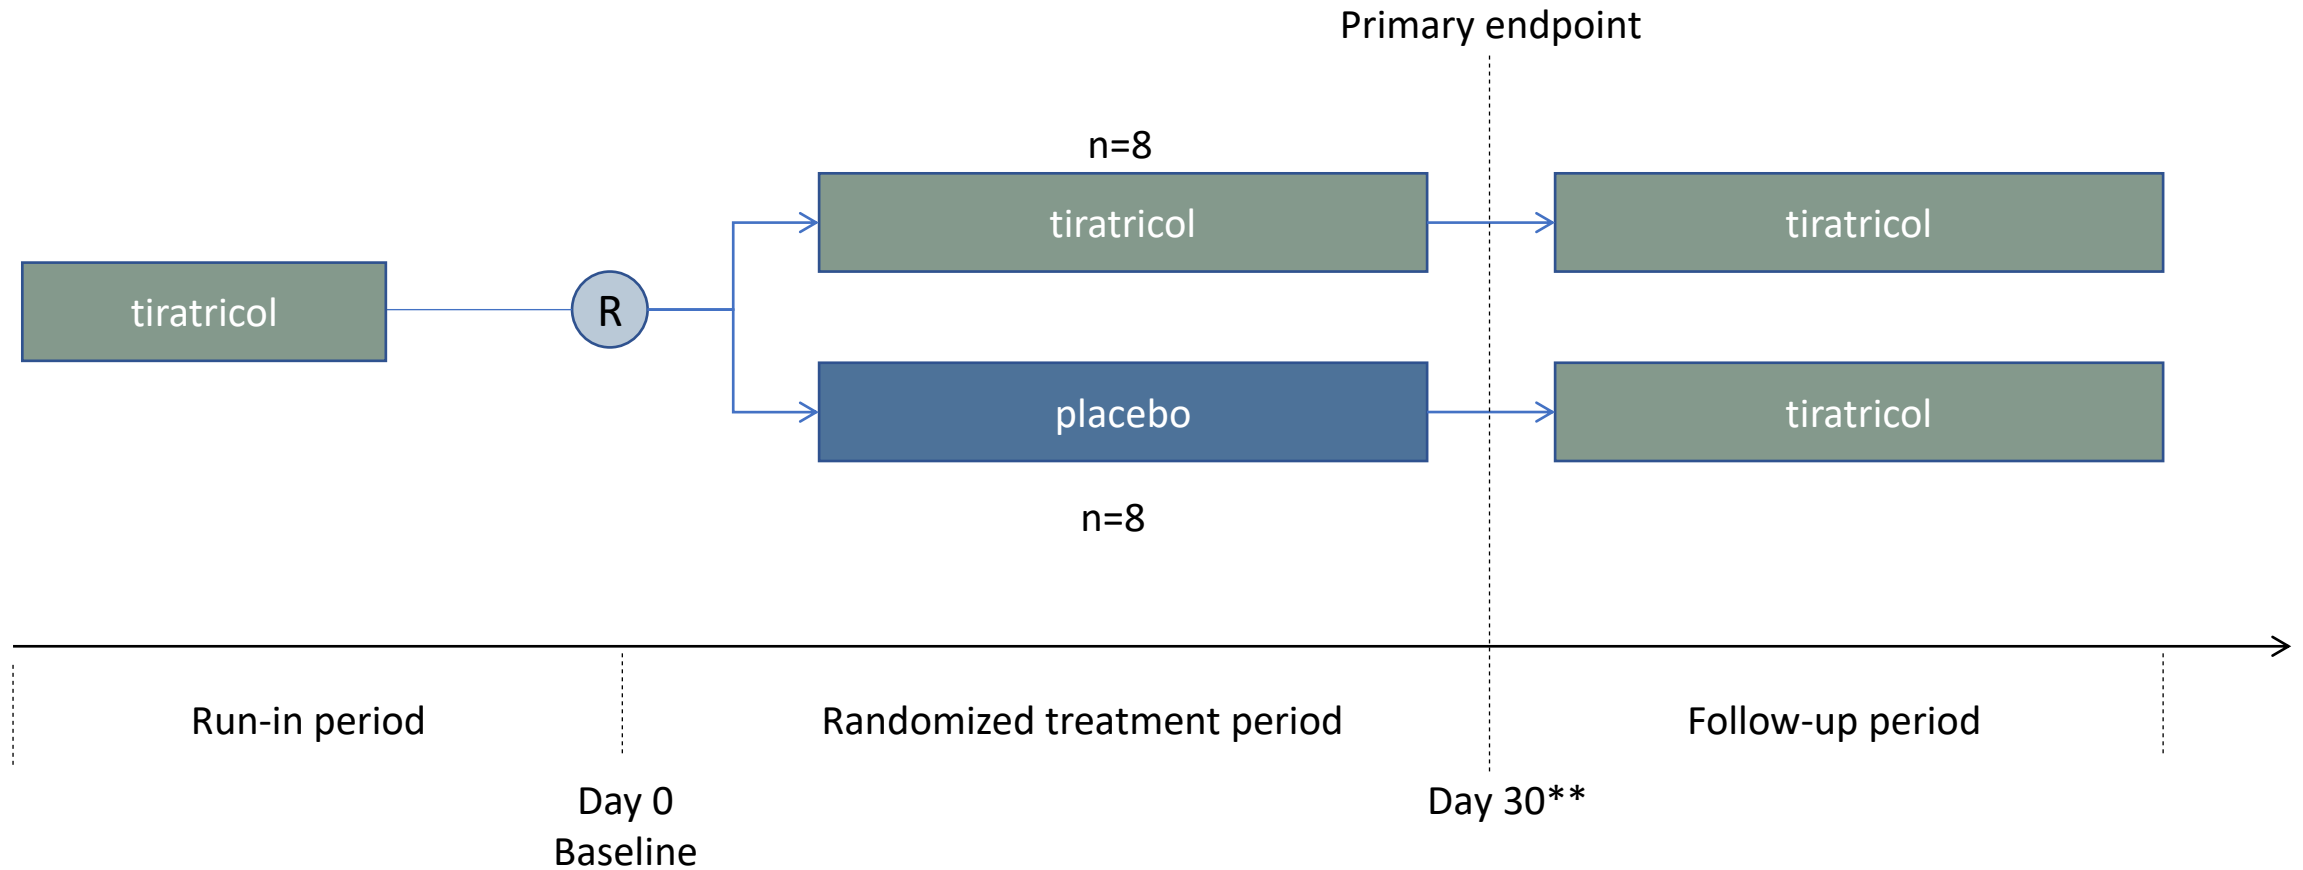 Primary endpoint
n=8
tiratricol
tiratricol
tiratricol
R
placebo
tiratricol
n=8
Run-in period
Randomized treatment period
Follow-up period
Day 0
Baseline
Day 30**